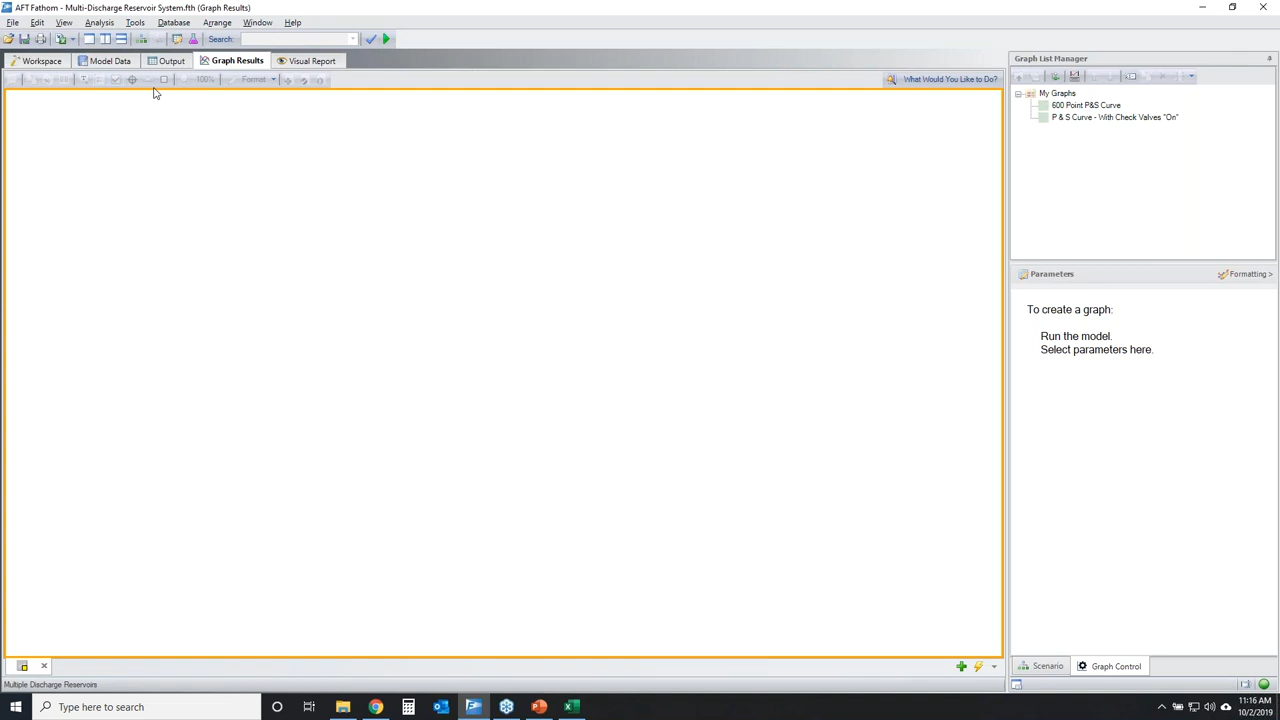 AFT Fathom - Multi-Discharge Reservoir System.fth (Graph Results)
File Edit View Analysis Tools Database Arrange Window Help
Search:
Workspace Model Data Output Graph Results Visual Report
100% Format What Would You Like to Do?
Graph List Manager
My Graphs
600 Point P&S Curve
P & S Curve - With Check Valves "On"
Parameters Formatting >
To create a graph:
Run the model.
Select parameters here.
Scenario Graph Control
Multiple Discharge Reservoirs
Type here to search
11:16 AM
10/2/2019